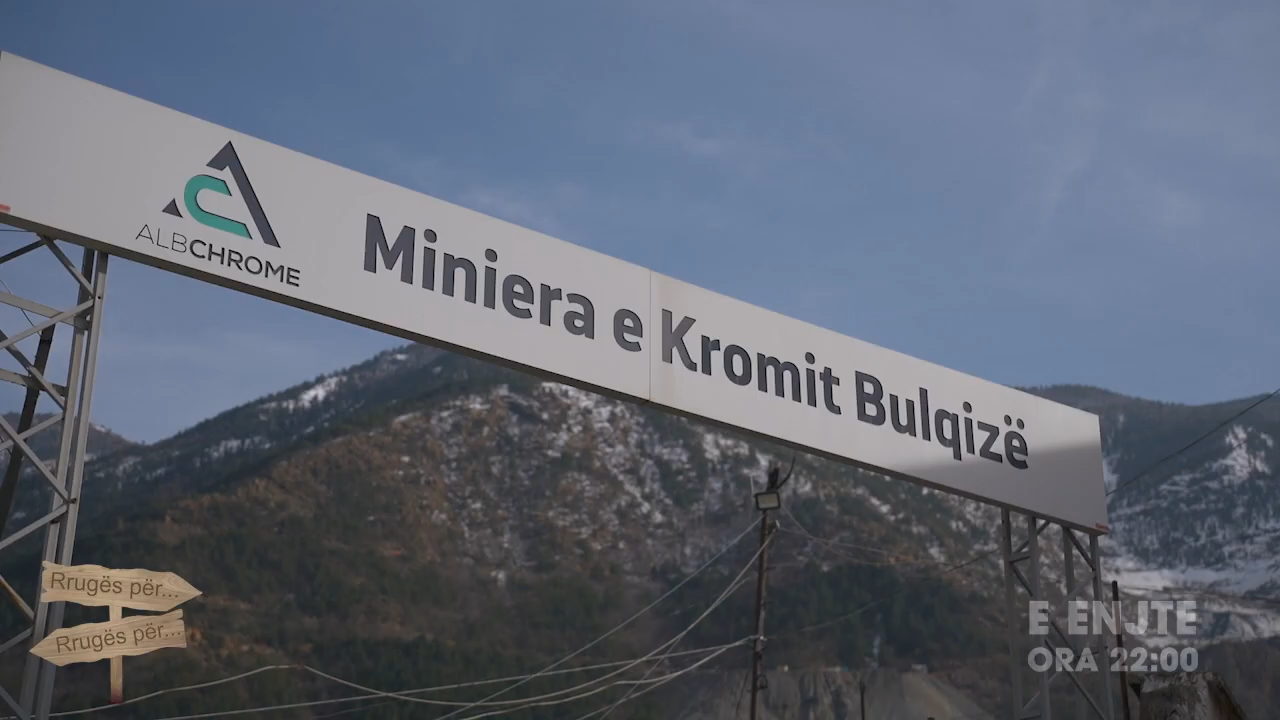 ALBCHROME
Miniera e Kromit Bulqizë
Rrugës për...
Rrugës për...
E ENJTE
ORA 22:00